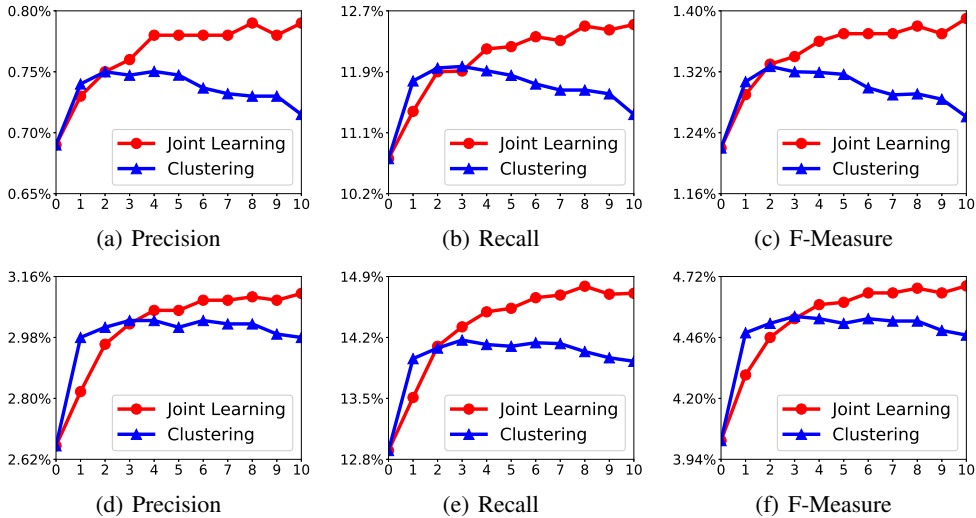 0.80%
0.75%
0.70%
0.65%
0 1 2 3 4 5 6 7 8 9 10
Joint Learning
Clustering
(a) Precision
12.7%
11.9%
11.1%
10.2%
0 1 2 3 4 5 6 7 8 9 10
Joint Learning
Clustering
(b) Recall
1.40%
1.32%
1.24%
1.16%
0 1 2 3 4 5 6 7 8 9 10
Joint Learning
Clustering
(c) F-Measure
3.16%
2.98%
2.80%
2.62%
0 1 2 3 4 5 6 7 8 9 10
Joint Learning
Clustering
(d) Precision
14.9%
14.2%
13.5%
12.8%
0 1 2 3 4 5 6 7 8 9 10
Joint Learning
Clustering
(e) Recall
4.72%
4.46%
4.20%
3.94%
0 1 2 3 4 5 6 7 8 9 10
Joint Learning
Clustering
(f) F-Measure